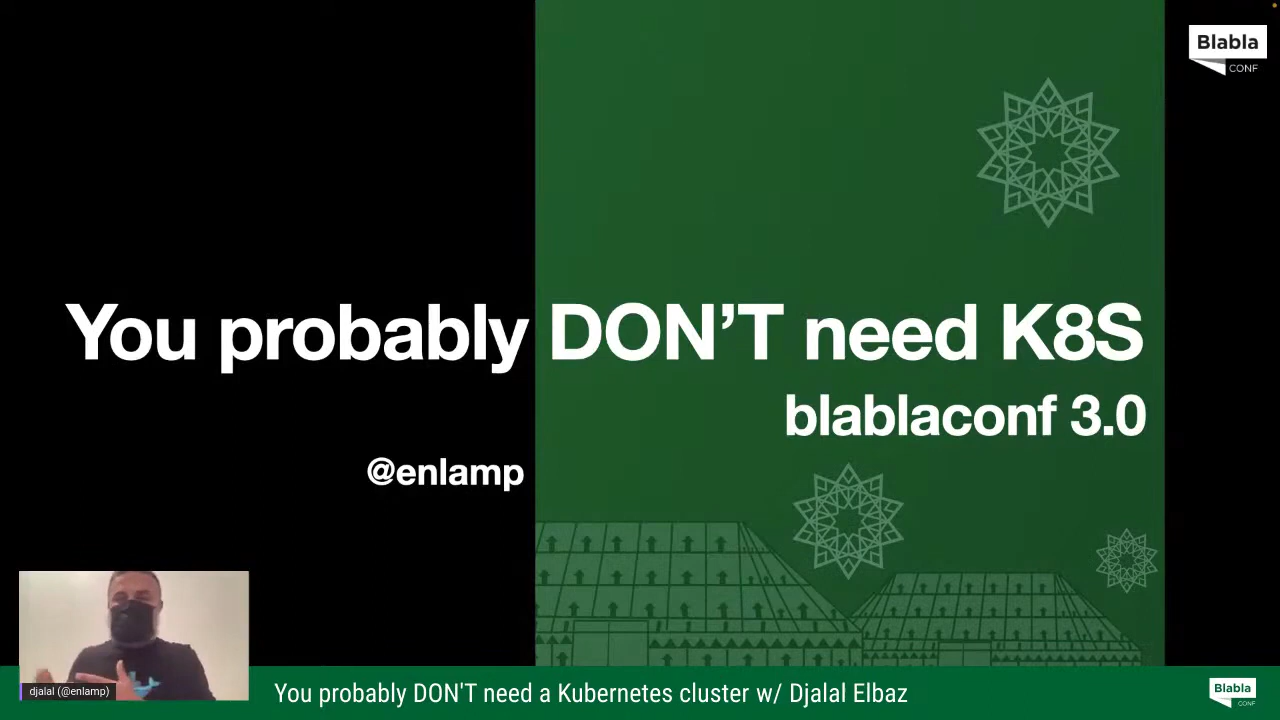 Blabla
CONF
You probably DON’T need K8S
blablaconf 3.0
@enlamp
djalal (@enlamp)
You probably DON'T need a Kubernetes cluster w/ Djalal Elbaz
Blabla
CONF